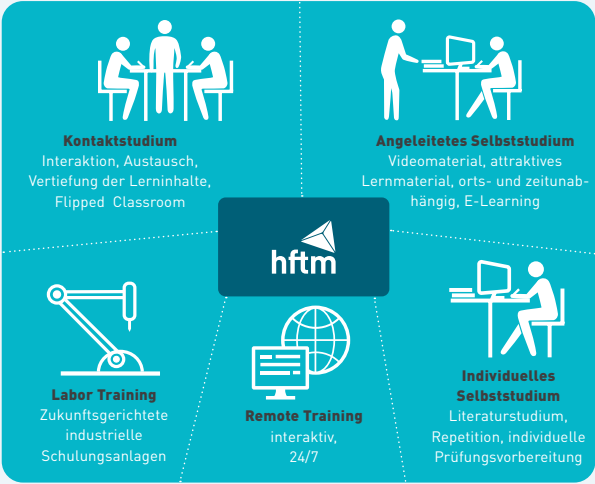 Kontaktstudium
Interaktion, Austausch,
Vertiefung der Lerninhalte,
Flipped Classroom
Angeleitetes Selbststudium
Videomaterial, attraktives
Lernmaterial, orts- und zeitunab-
hängig, E-Learning
hftm
Labor Training
Zukunftsgerichtete
industrielle
Schulungsanlagen
Remote Training
interaktiv,
24/7
Individuelles
Selbststudium
Literaturstudium,
Repetition, individuelle
Prüfungsvorbereitung